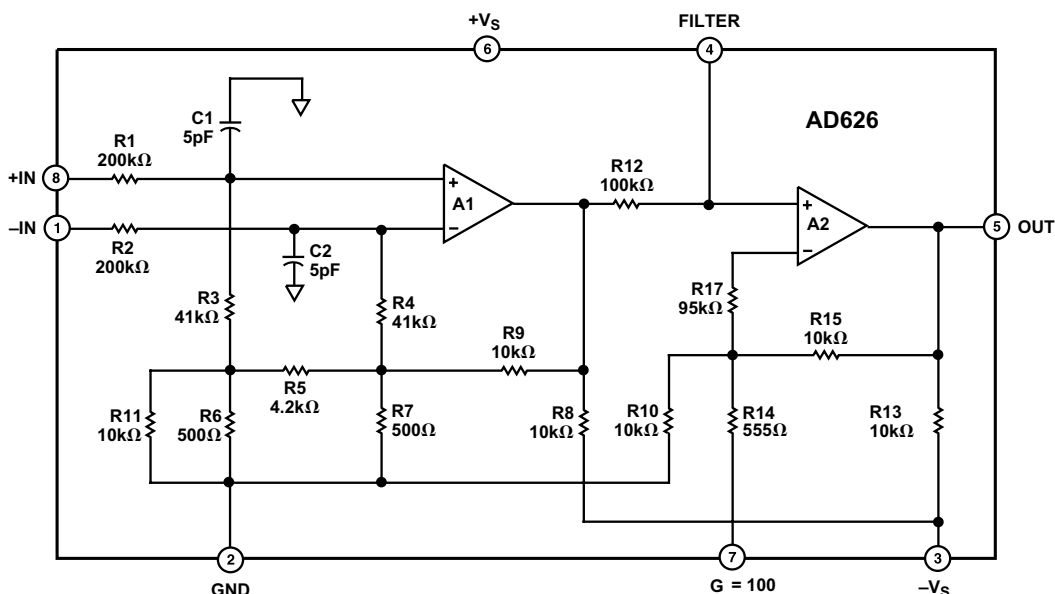 +VS
6
FILTER
4
C1
5pF
AD626
R1
200kΩ
+IN
8
R12
100kΩ
+
A1
−
–IN
1
R2
200kΩ
C2
5pF
+
A2
−
5
OUT
R3
41kΩ
R4
41kΩ
R17
95kΩ
R9
10kΩ
R15
10kΩ
R5
4.2kΩ
R11
10kΩ
R6
500Ω
R7
500Ω
R8
10kΩ
R10
10kΩ
R14
555Ω
R13
10kΩ
2
GND
7
G = 100
3
–VS